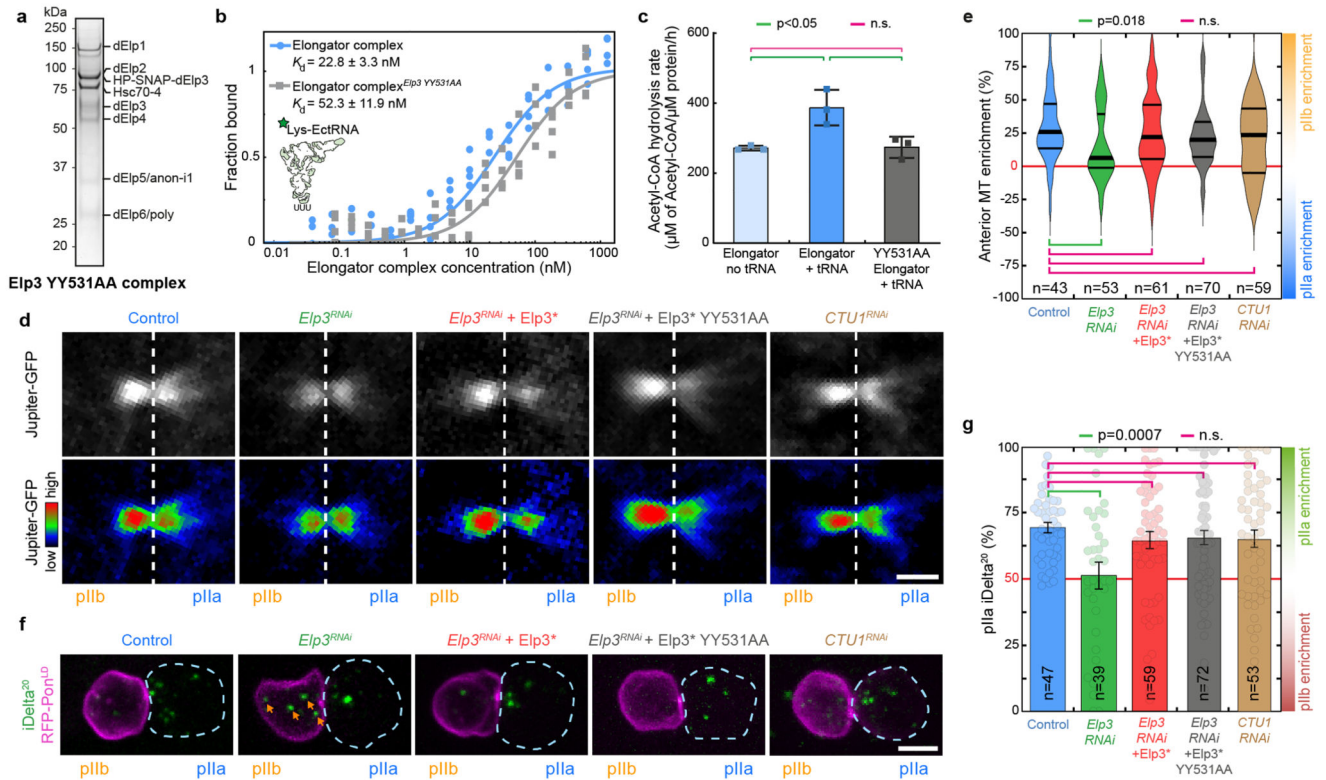 a
kDa
250
150
100
75
50
37
25
20
dElp1
dElp2
HP-SNAP-dElp3
Hsc70-4
dElp3
dElp4
dElp5/anon-i1
dElp6/poly
Elp3 YY531AA complex
b
Fraction bound
1
0.5
0
Elongator complex
Kd = 22.8 ± 3.3 nM
Elongator complex Elp3 YY531AA
Kd = 52.3 ± 11.9 nM
Lys-EctRNA
UUU
0.01 0.1 1 10 100 1000
Elongator complex concentration (nM)
c
p<0.05 n.s.
Acetyl-CoA hydrolysis rate
(µM of Acetyl-CoA/µM protein/h)
600
400
200
0
Elongator
no tRNA
Elongator
+ tRNA
YY531AA
Elongator
+ tRNA
d
Control
Elp3RNAi
Elp3RNAi + Elp3*
Elp3RNAi + Elp3* YY531AA
CTU1RNAi
Jupiter-GFP
Jupiter-GFP
low high
pIIb pIIa
pIIb pIIa
pIIb pIIa
pIIb pIIa
pIIb pIIa
e
p=0.018 n.s.
Anterior MT enrichment (%)
100
75
50
25
0
-25
-50
-75
-100
n=43 n=53 n=61 n=70 n=59
Control
Elp3
RNAi
Elp3
RNAi
+Elp3*
Elp3
RNAi
+Elp3*
YY531AA
CTU1
RNAi
pIIb enrichment
pIIa enrichment
f
Control
Elp3RNAi
Elp3RNAi + Elp3*
Elp3RNAi + Elp3* YY531AA
CTU1RNAi
iDelta20
RFP-PonLD
pIIb pIIa
pIIb pIIa
pIIb pIIa
pIIb pIIa
pIIb pIIa
g
p=0.0007 n.s.
pIIa iDelta20 (%)
100
75
50
25
0
n=47 n=39 n=59 n=72 n=53
Control
Elp3
RNAi
Elp3
RNAi
+Elp3*
Elp3
RNAi
+Elp3*
YY531AA
CTU1
RNAi
pIIa enrichment
pIIb enrichment